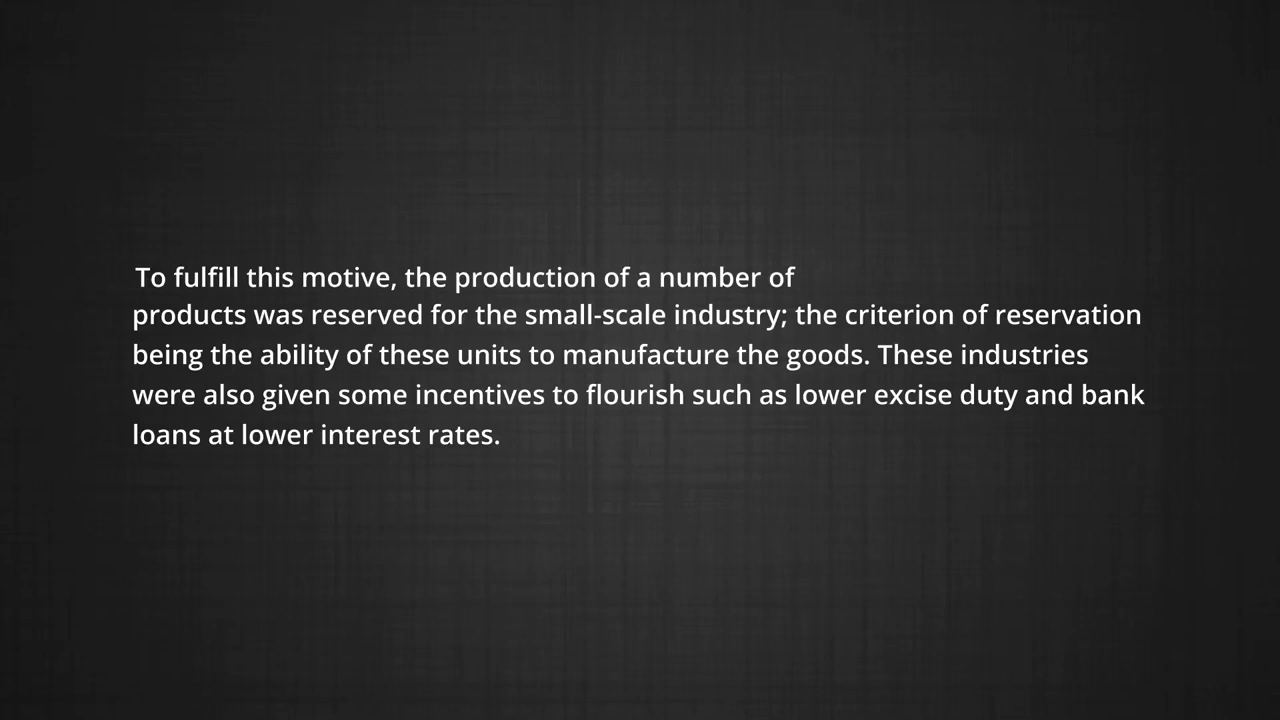 To fulfill this motive, the production of a number of
products was reserved for the small-scale industry; the criterion of reservation
being the ability of these units to manufacture the goods. These industries
were also given some incentives to flourish such as lower excise duty and bank
loans at lower interest rates.